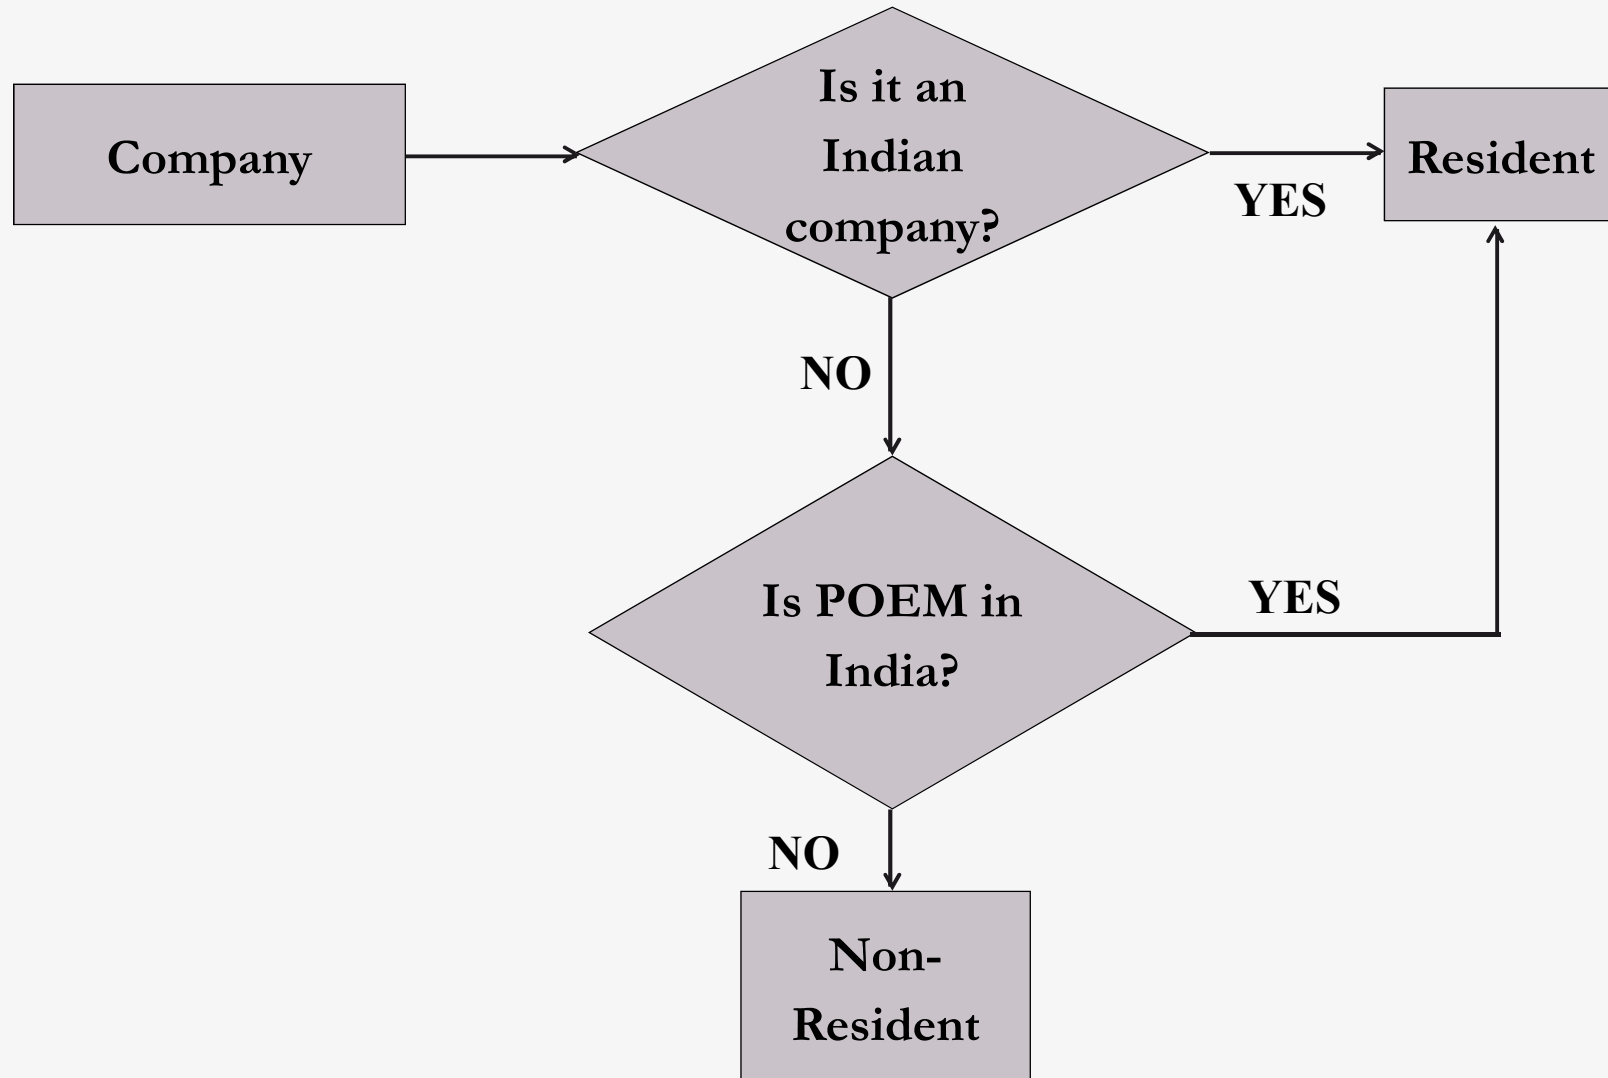 Company
Is it an
Indian
company?
YES
Resident
NO
Is POEM in
India?
YES
NO
Non-
Resident